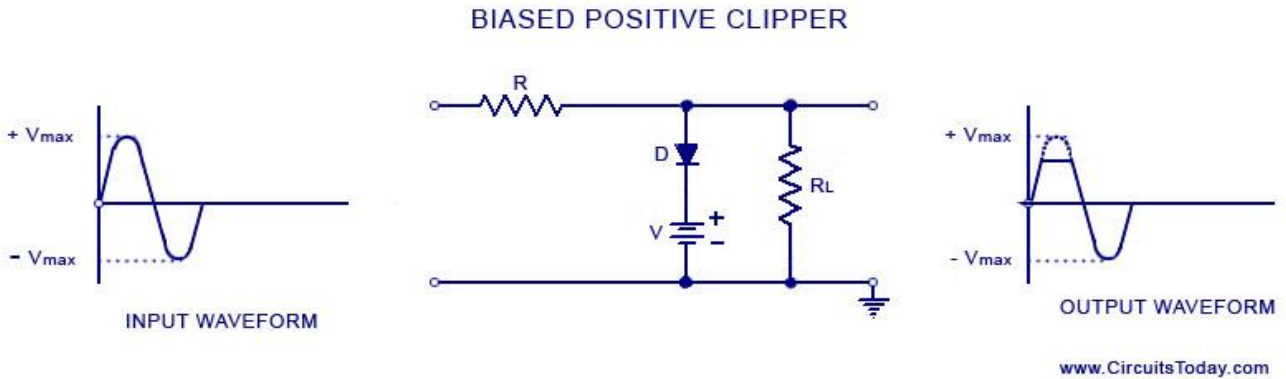 BIASED POSITIVE CLIPPER
+ Vmax
- Vmax
INPUT WAVEFORM
R
D
V
+
-
RL
+ Vmax
- Vmax
OUTPUT WAVEFORM
www.CircuitsToday.com